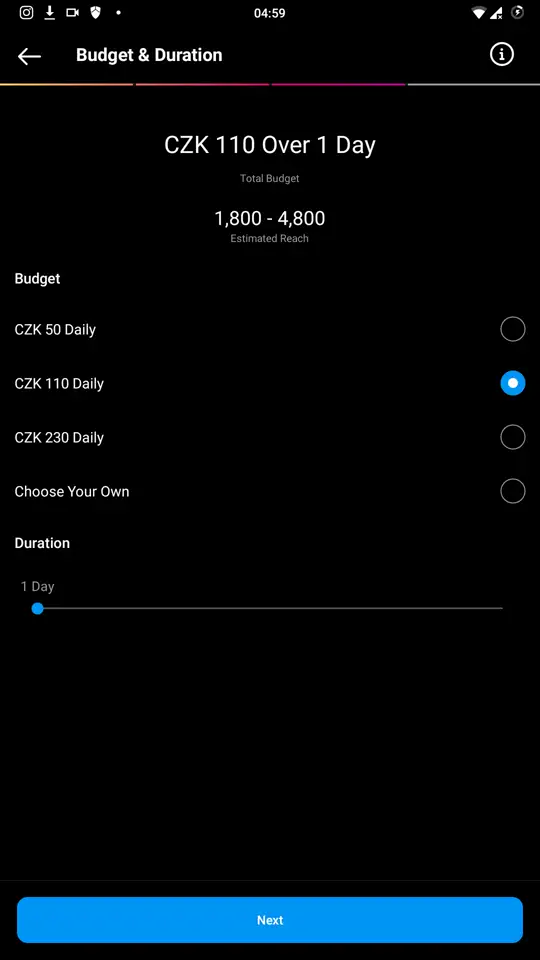 04:59
Budget & Duration
CZK 110 Over 1 Day
Total Budget
1,800 - 4,800
Estimated Reach
Budget
CZK 50 Daily
CZK 110 Daily
CZK 230 Daily
Choose Your Own
Duration
1 Day
Next